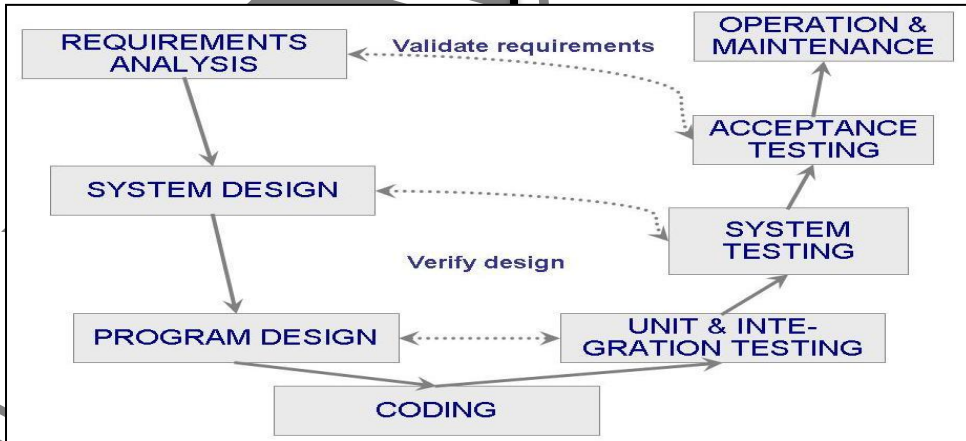 REQUIREMENTS
ANALYSIS
Validate requirements
OPERATION &
MAINTENANCE
ACCEPTANCE
TESTING
SYSTEM DESIGN
SYSTEM
TESTING
Verify design
PROGRAM DESIGN
UNIT & INTE-
GRATION TESTING
CODING